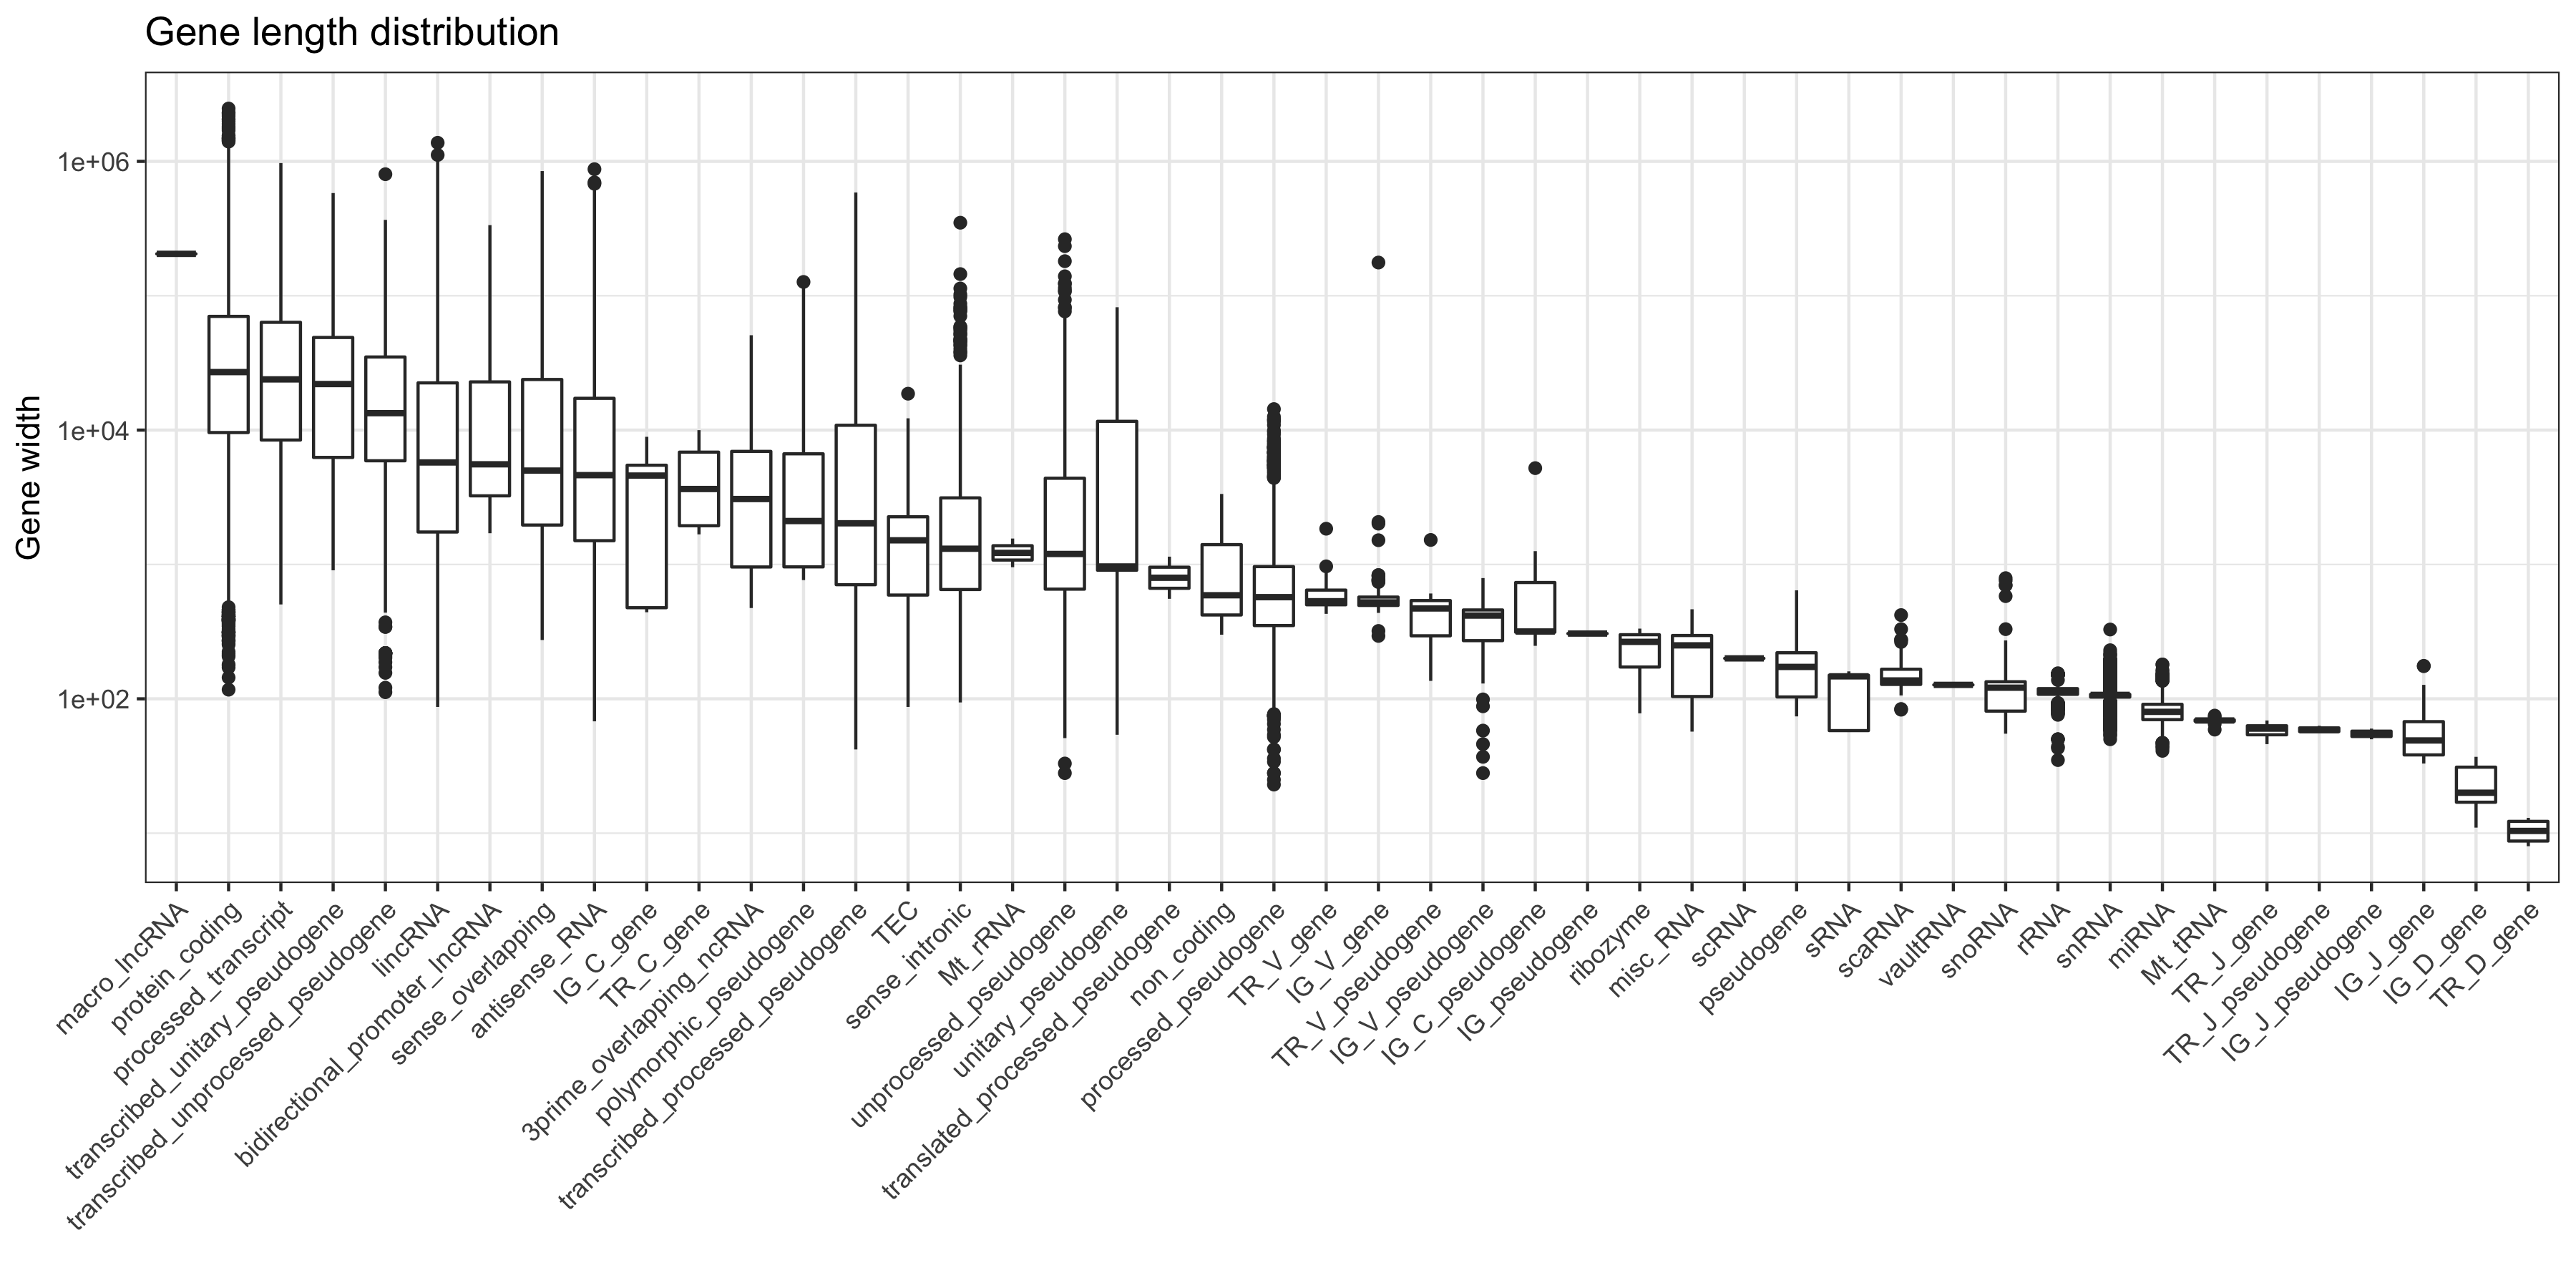 Gene length distribution
Gene width
1e+06
1e+04
1e+02
macro_lncRNA
protein_coding
processed_transcript
transcribed_unitary_pseudogene
transcribed_unprocessed_pseudogene
lincRNA
bidirectional_promoter_lncRNA
sense_overlapping
antisense_RNA
IG_C_gene
TR_C_gene
3prime_overlapping_ncRNA
polymorphic_pseudogene
transcribed_processed_pseudogene
TEC
sense_intronic
Mt_rRNA
unprocessed_pseudogene
unitary_pseudogene
translated_processed_pseudogene
non_coding
processed_pseudogene
TR_V_gene
IG_V_gene
TR_V_pseudogene
IG_V_pseudogene
IG_C_pseudogene
IG_pseudogene
ribozyme
misc_RNA
scRNA
pseudogene
sRNA
scaRNA
vaultRNA
snoRNA
rRNA
snRNA
miRNA
Mt_tRNA
TR_J_gene
TR_J_pseudogene
IG_J_pseudogene
IG_J_gene
IG_D_gene
TR_D_gene